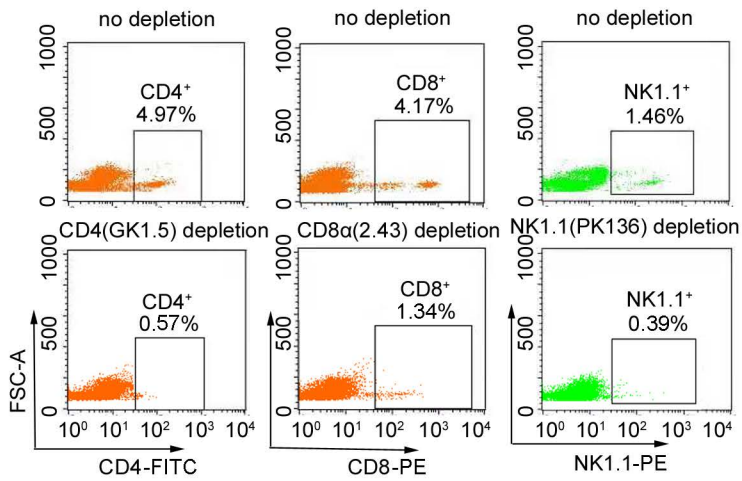 no depletion
no depletion
no depletion
1000
500
0
CD4⁺
4.97%
1000
500
0
CD8⁺
4.17%
1000
500
0
NK1.1⁺
1.46%
CD4(GK1.5) depletion
CD8α(2.43) depletion
NK1.1(PK136) depletion
FSC-A
1000
500
0
CD4⁺
0.57%
10⁰ 10¹ 10² 10³ 10⁴
CD4-FITC
1000
500
0
CD8⁺
1.34%
10⁰ 10¹ 10² 10³ 10⁴
CD8-PE
1000
500
0
NK1.1⁺
0.39%
10⁰ 10¹ 10² 10³ 10⁴
NK1.1-PE